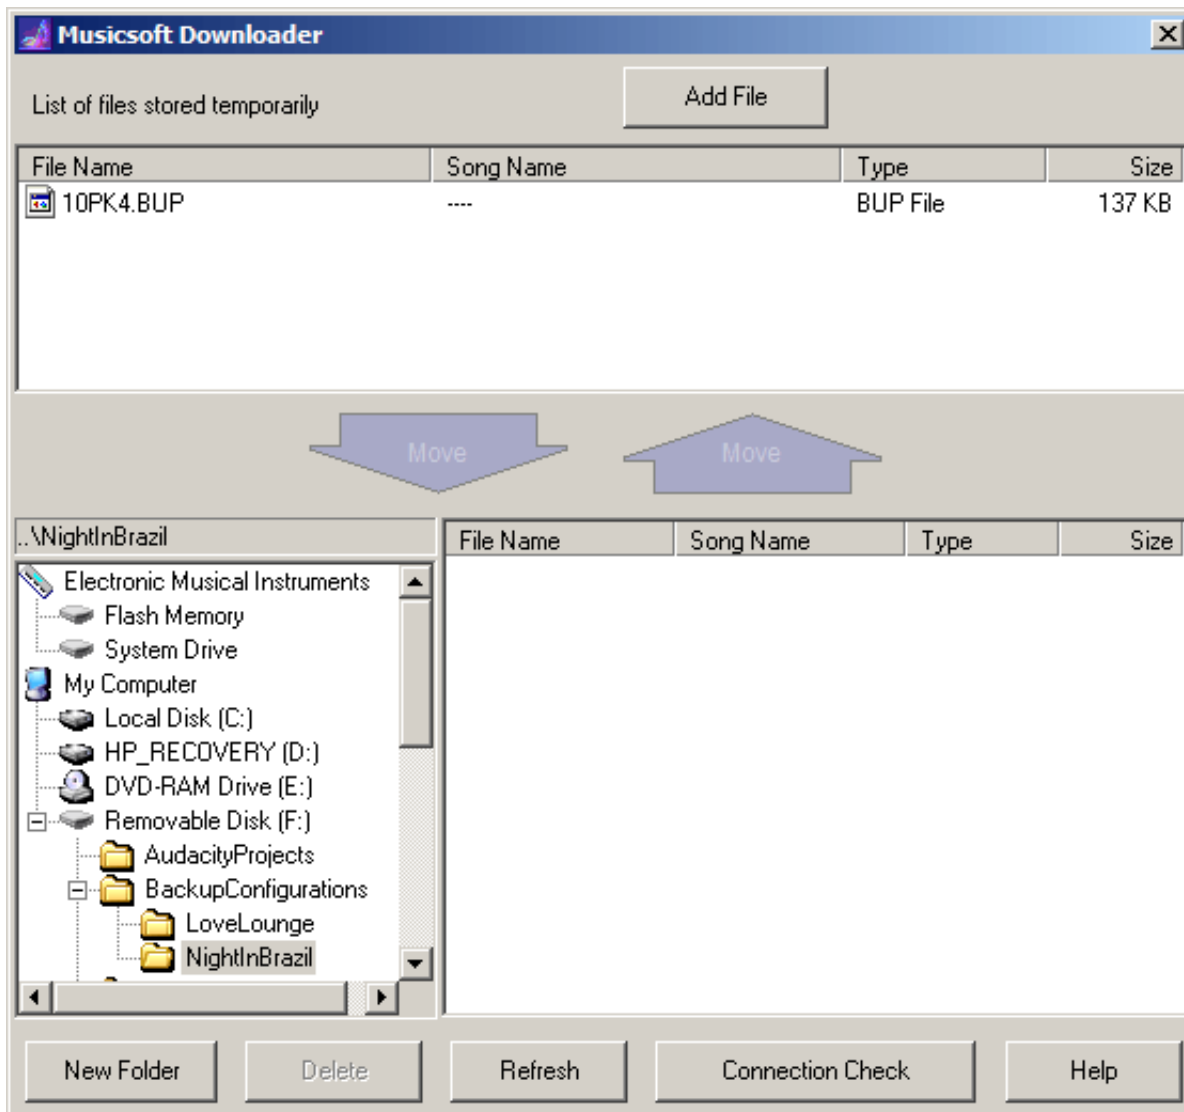 Musicsoft Downloader
List of files stored temporarily
Add File
File Name Song Name Type Size
10PK4.BUP ---- BUP File 137 KB
Move Move
..\NightInBrazil
File Name Song Name Type Size
Electronic Musical Instruments
Flash Memory
System Drive
My Computer
Local Disk (C:)
HP_RECOVERY (D:)
DVD-RAM Drive (E:)
Removable Disk (F:)
AudacityProjects
BackupConfigurations
LoveLounge
NightInBrazil
New Folder Delete Refresh Connection Check Help